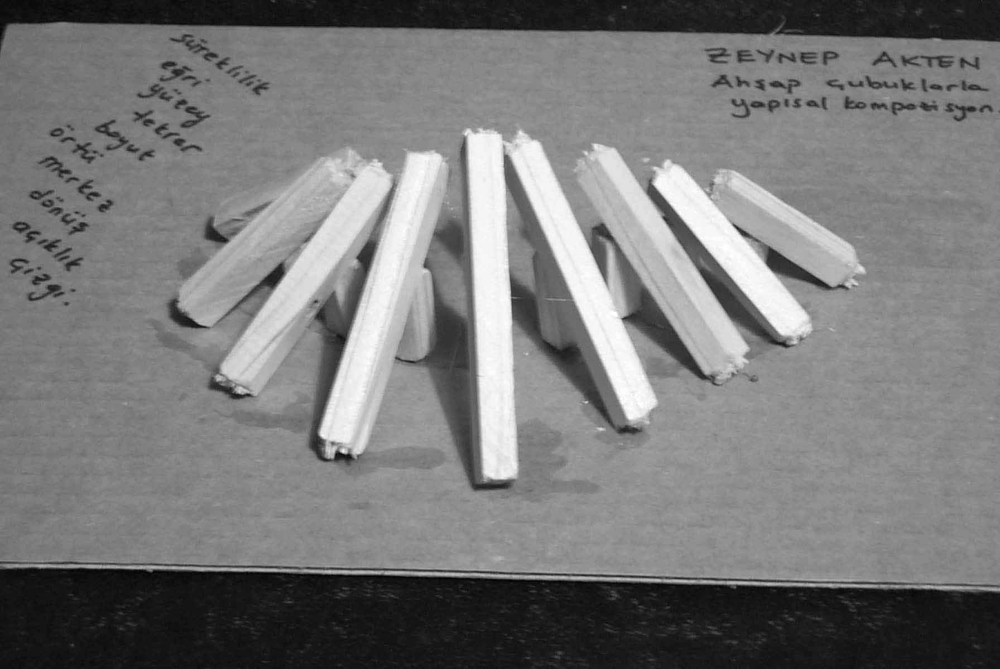 süreklilik
eğri
yüzey
tekrar
boyut
örtü
merkez
dönüş
açıklık
çizgi.
ZEYNEP AKTEN
Ahşap çubuklarla
yapısal kompozisyon.